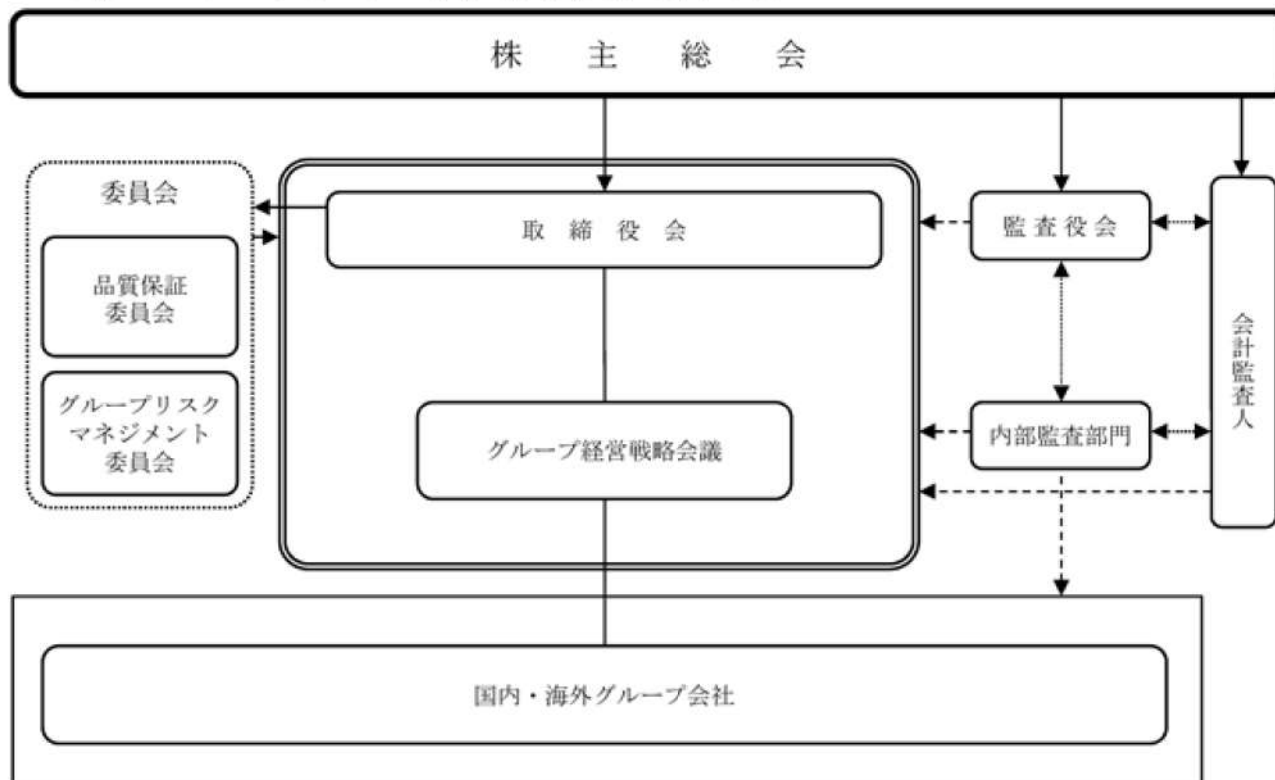 株主総会
委員会
品質保証
委員会
グループリスク
マネジメント
委員会
取締役会
グループ経営戦略会議
監査役会
内部監査部門
会計監査人
国内・海外グループ会社